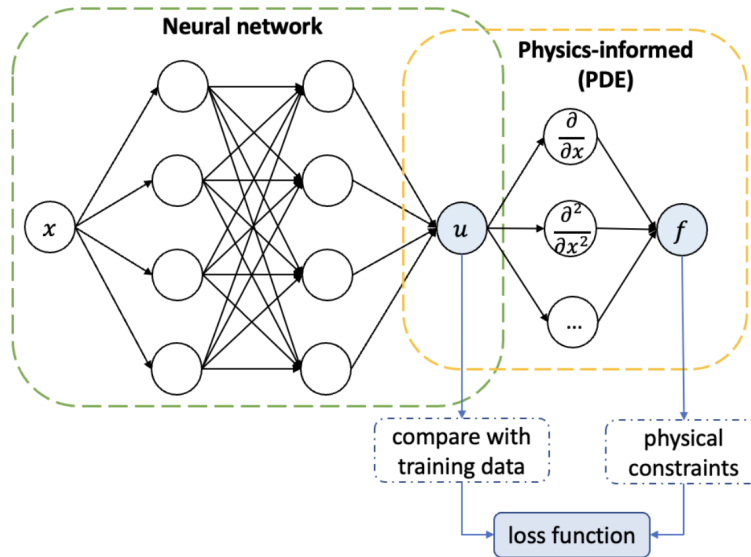 Neural network
Physics-informed
(PDE)
x
u
∂
∂x
∂²
∂x²
...
f
compare with
training data
physical
constraints
loss function